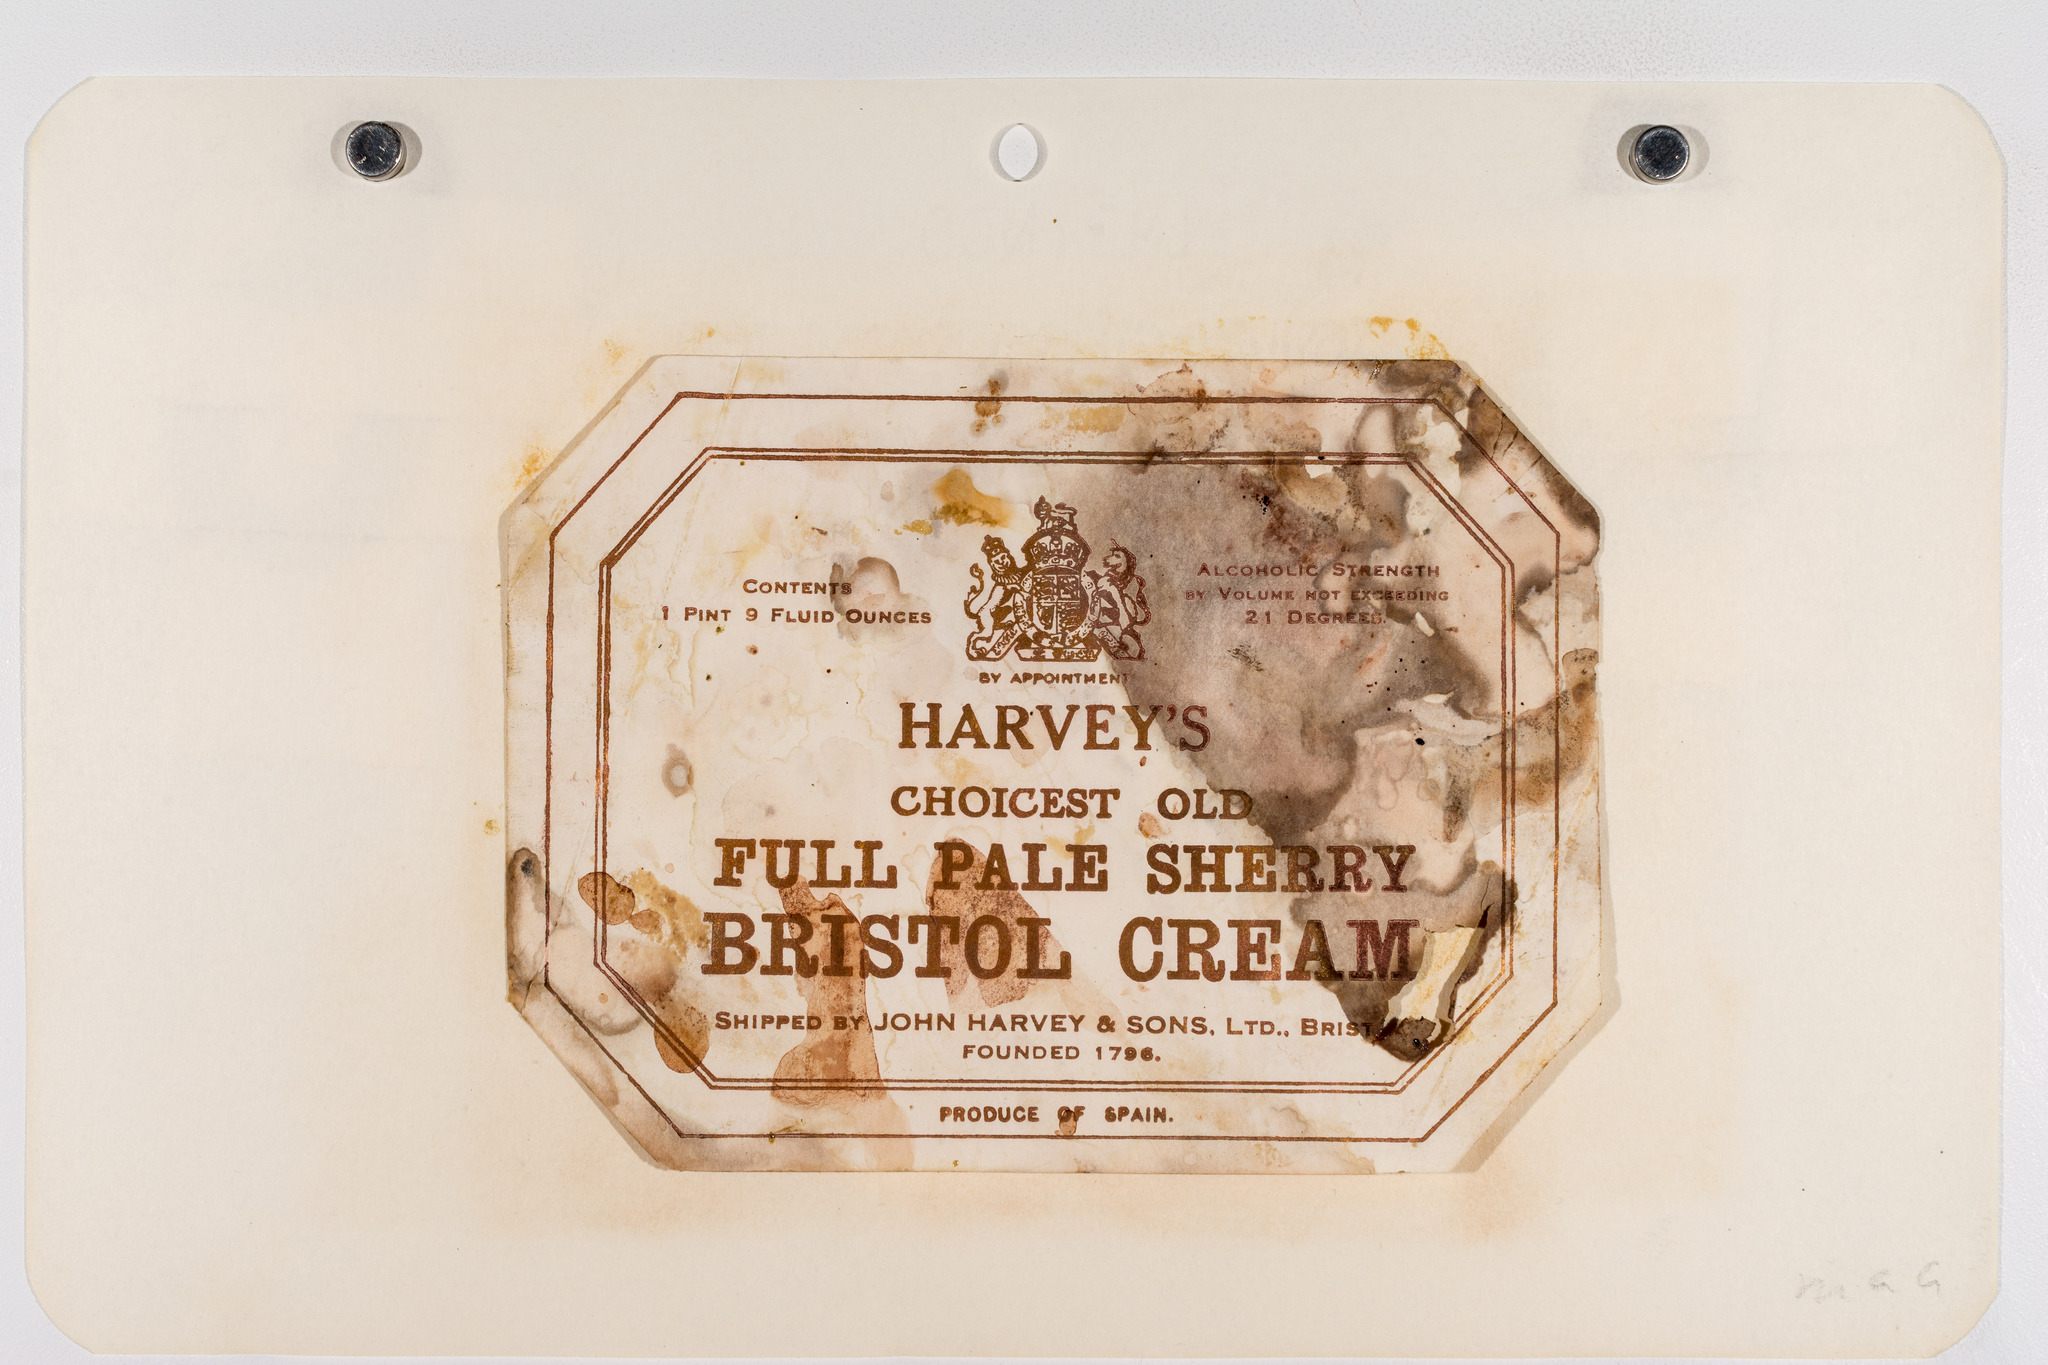 CONTENTS
1 PINT 9 FLUID OUNCES
ALCOHOLIC STRENGTH
BY VOLUME NOT EXCEEDING
21 DEGREES.
BY APPOINTMENT
HARVEY'S
CHOICEST OLD
FULL PALE SHERRY
BRISTOL CREAM
SHIPPED BY JOHN HARVEY & SONS, LTD.,
FOUNDED 1796.
PRODUCE OF SPAIN.